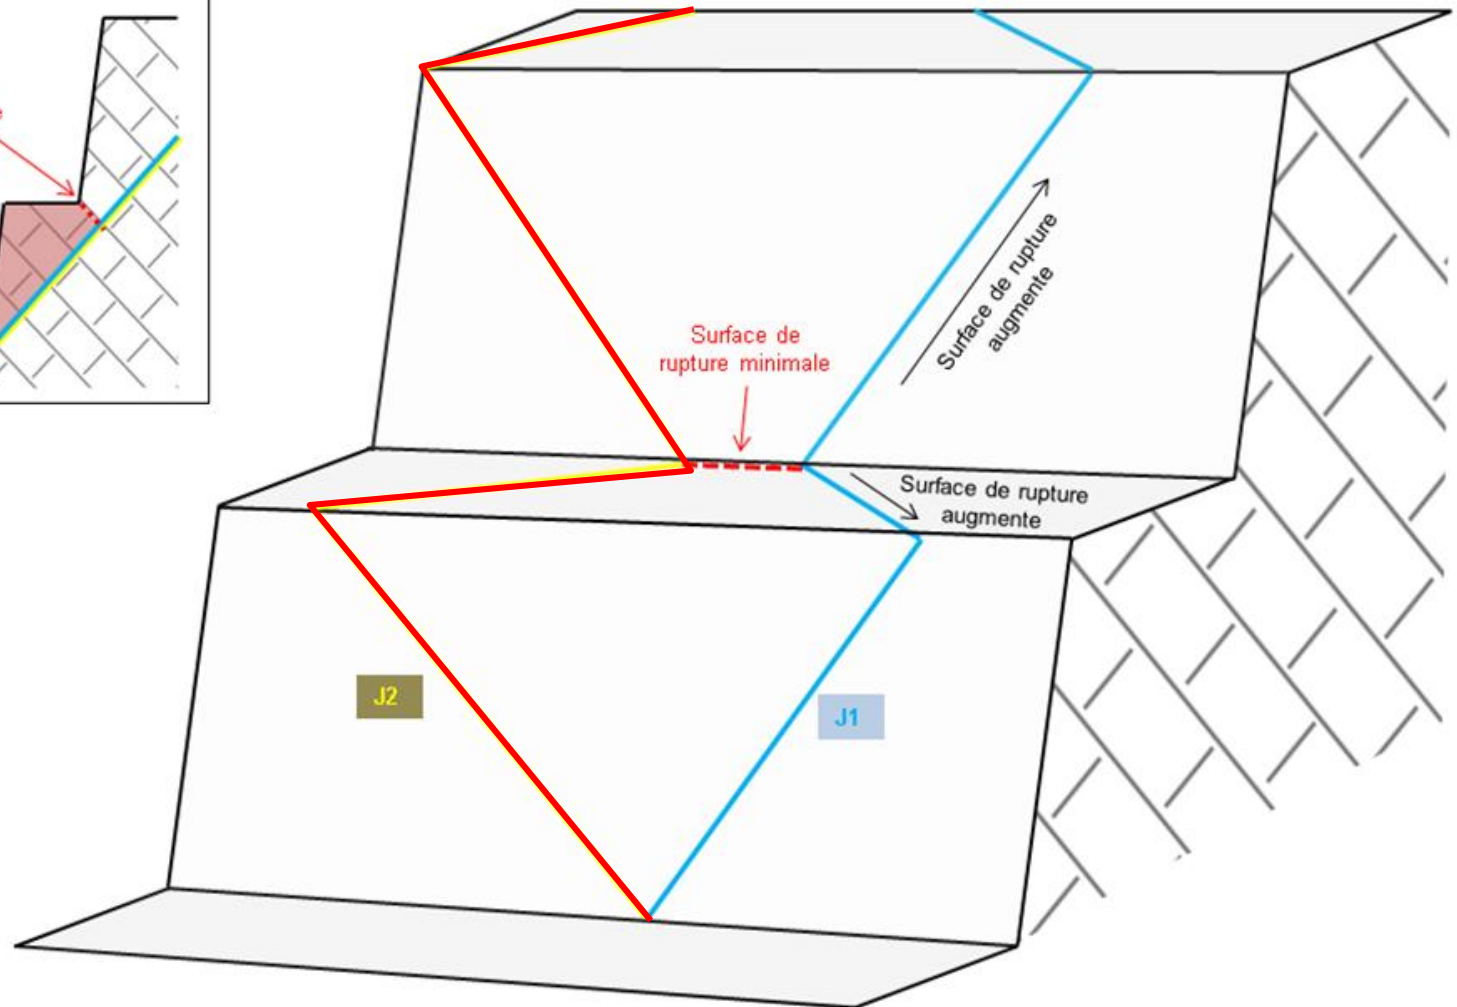 Surface de
rupture minimale
Surface de rupture
augmente
Surface de rupture
augmente
J2
J1